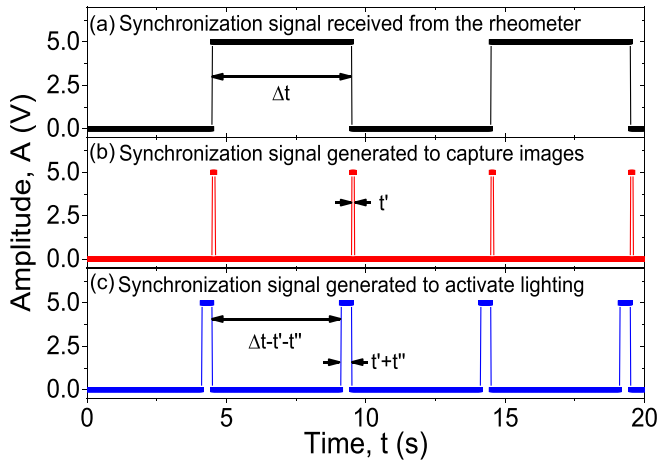 (a) Synchronization signal received from the rheometer
5.0
2.5
0.0
Δt
(b) Synchronization signal generated to capture images
5.0
2.5
0.0
t'
(c) Synchronization signal generated to activate lighting
5.0
2.5
0.0
Δt-t'-t''
t'+t''
0 5 10 15 20
Time, t (s)
Amplitude, A (V)